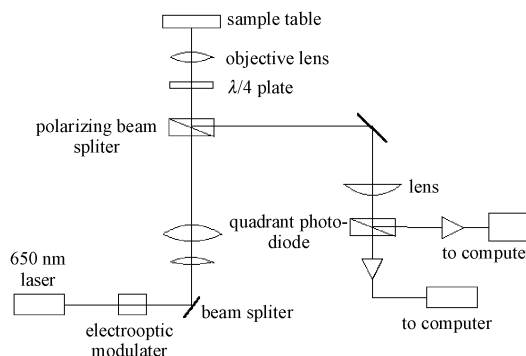 sample table
objective lens
λ/4 plate
polarizing beam
spliter
lens
quadrant photo-
diode
to computer
650 nm
laser
beam spliter
to computer
electrooptic
modulater